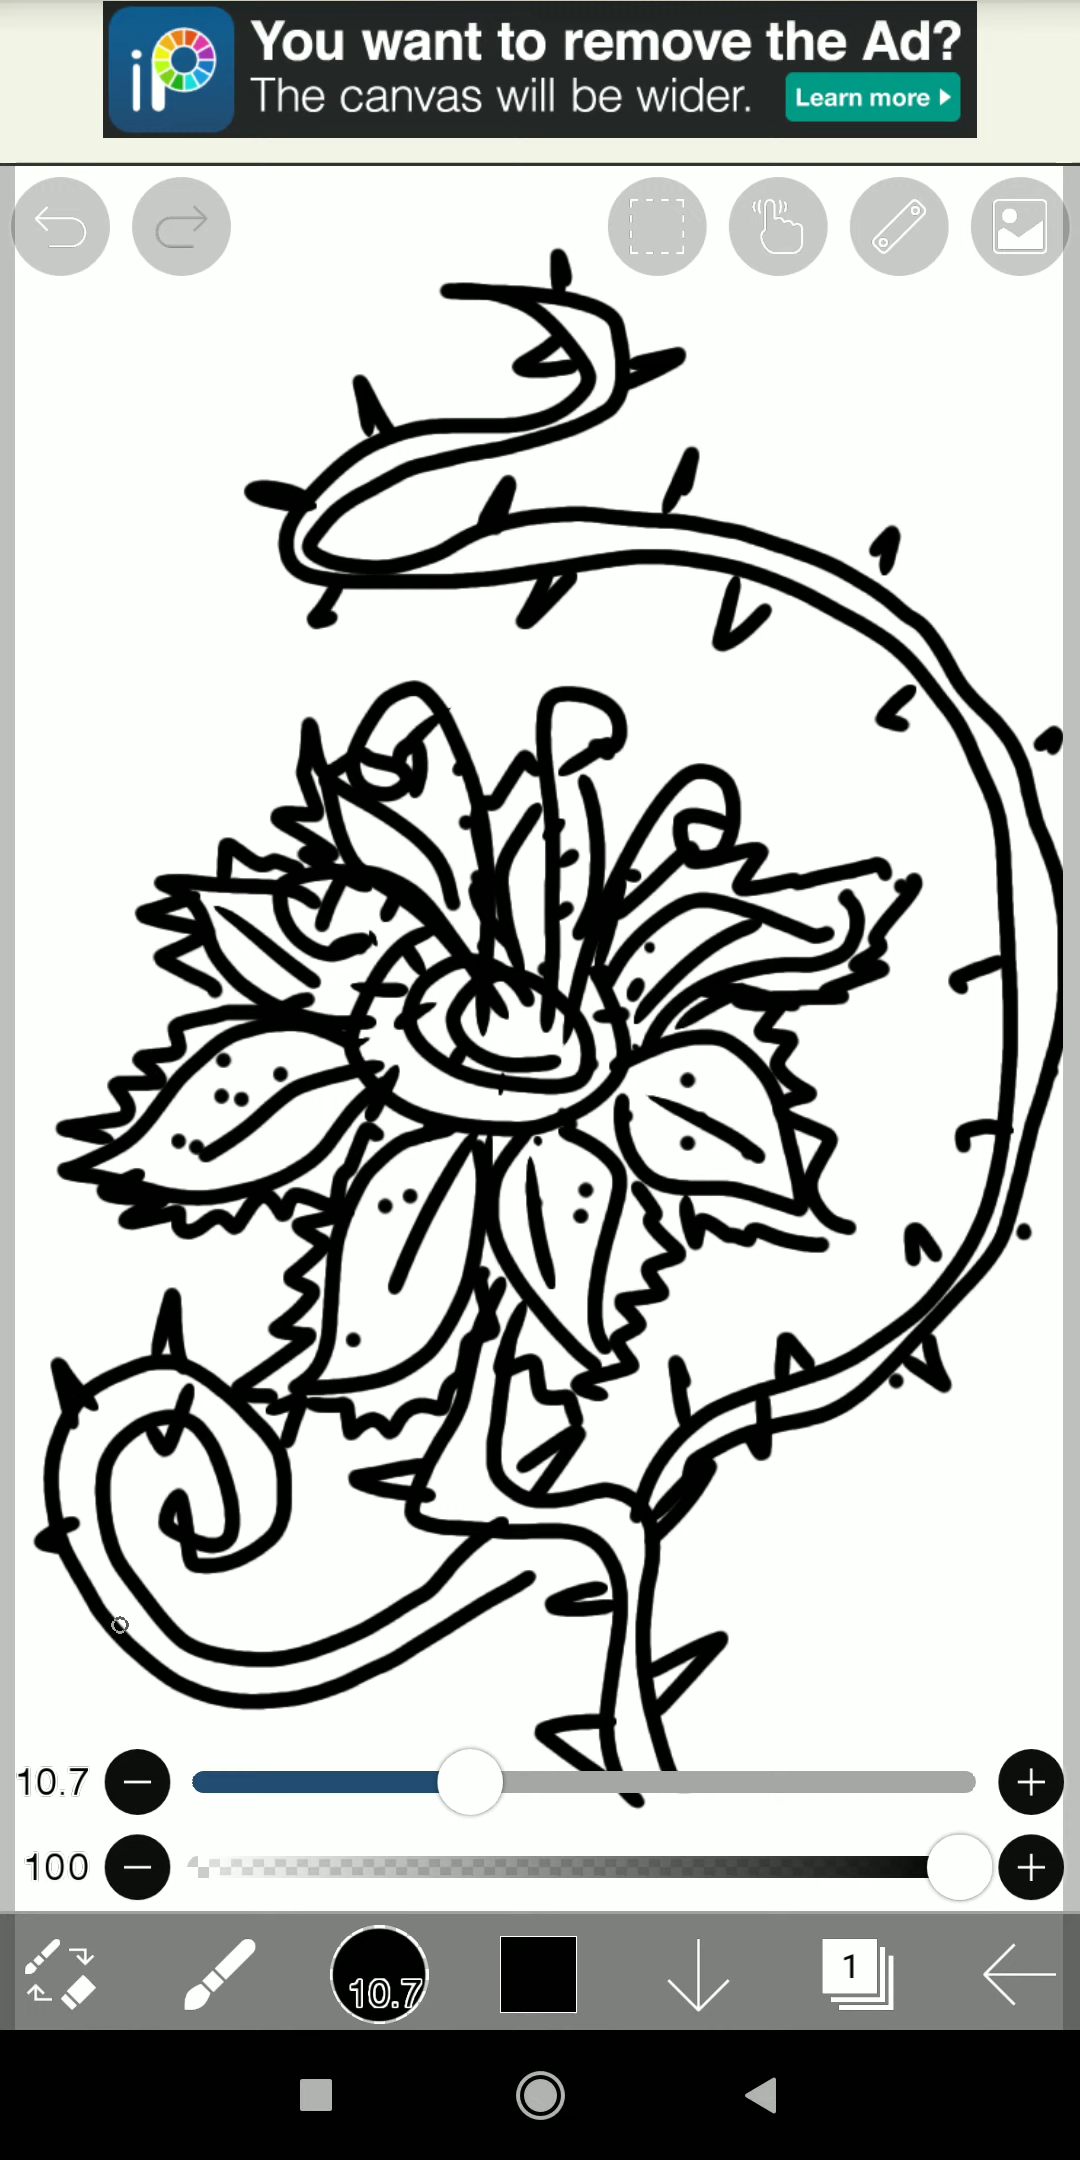 iP
You want to remove the Ad?
The canvas will be wider.
Learn more
10.7
100
10.7
1